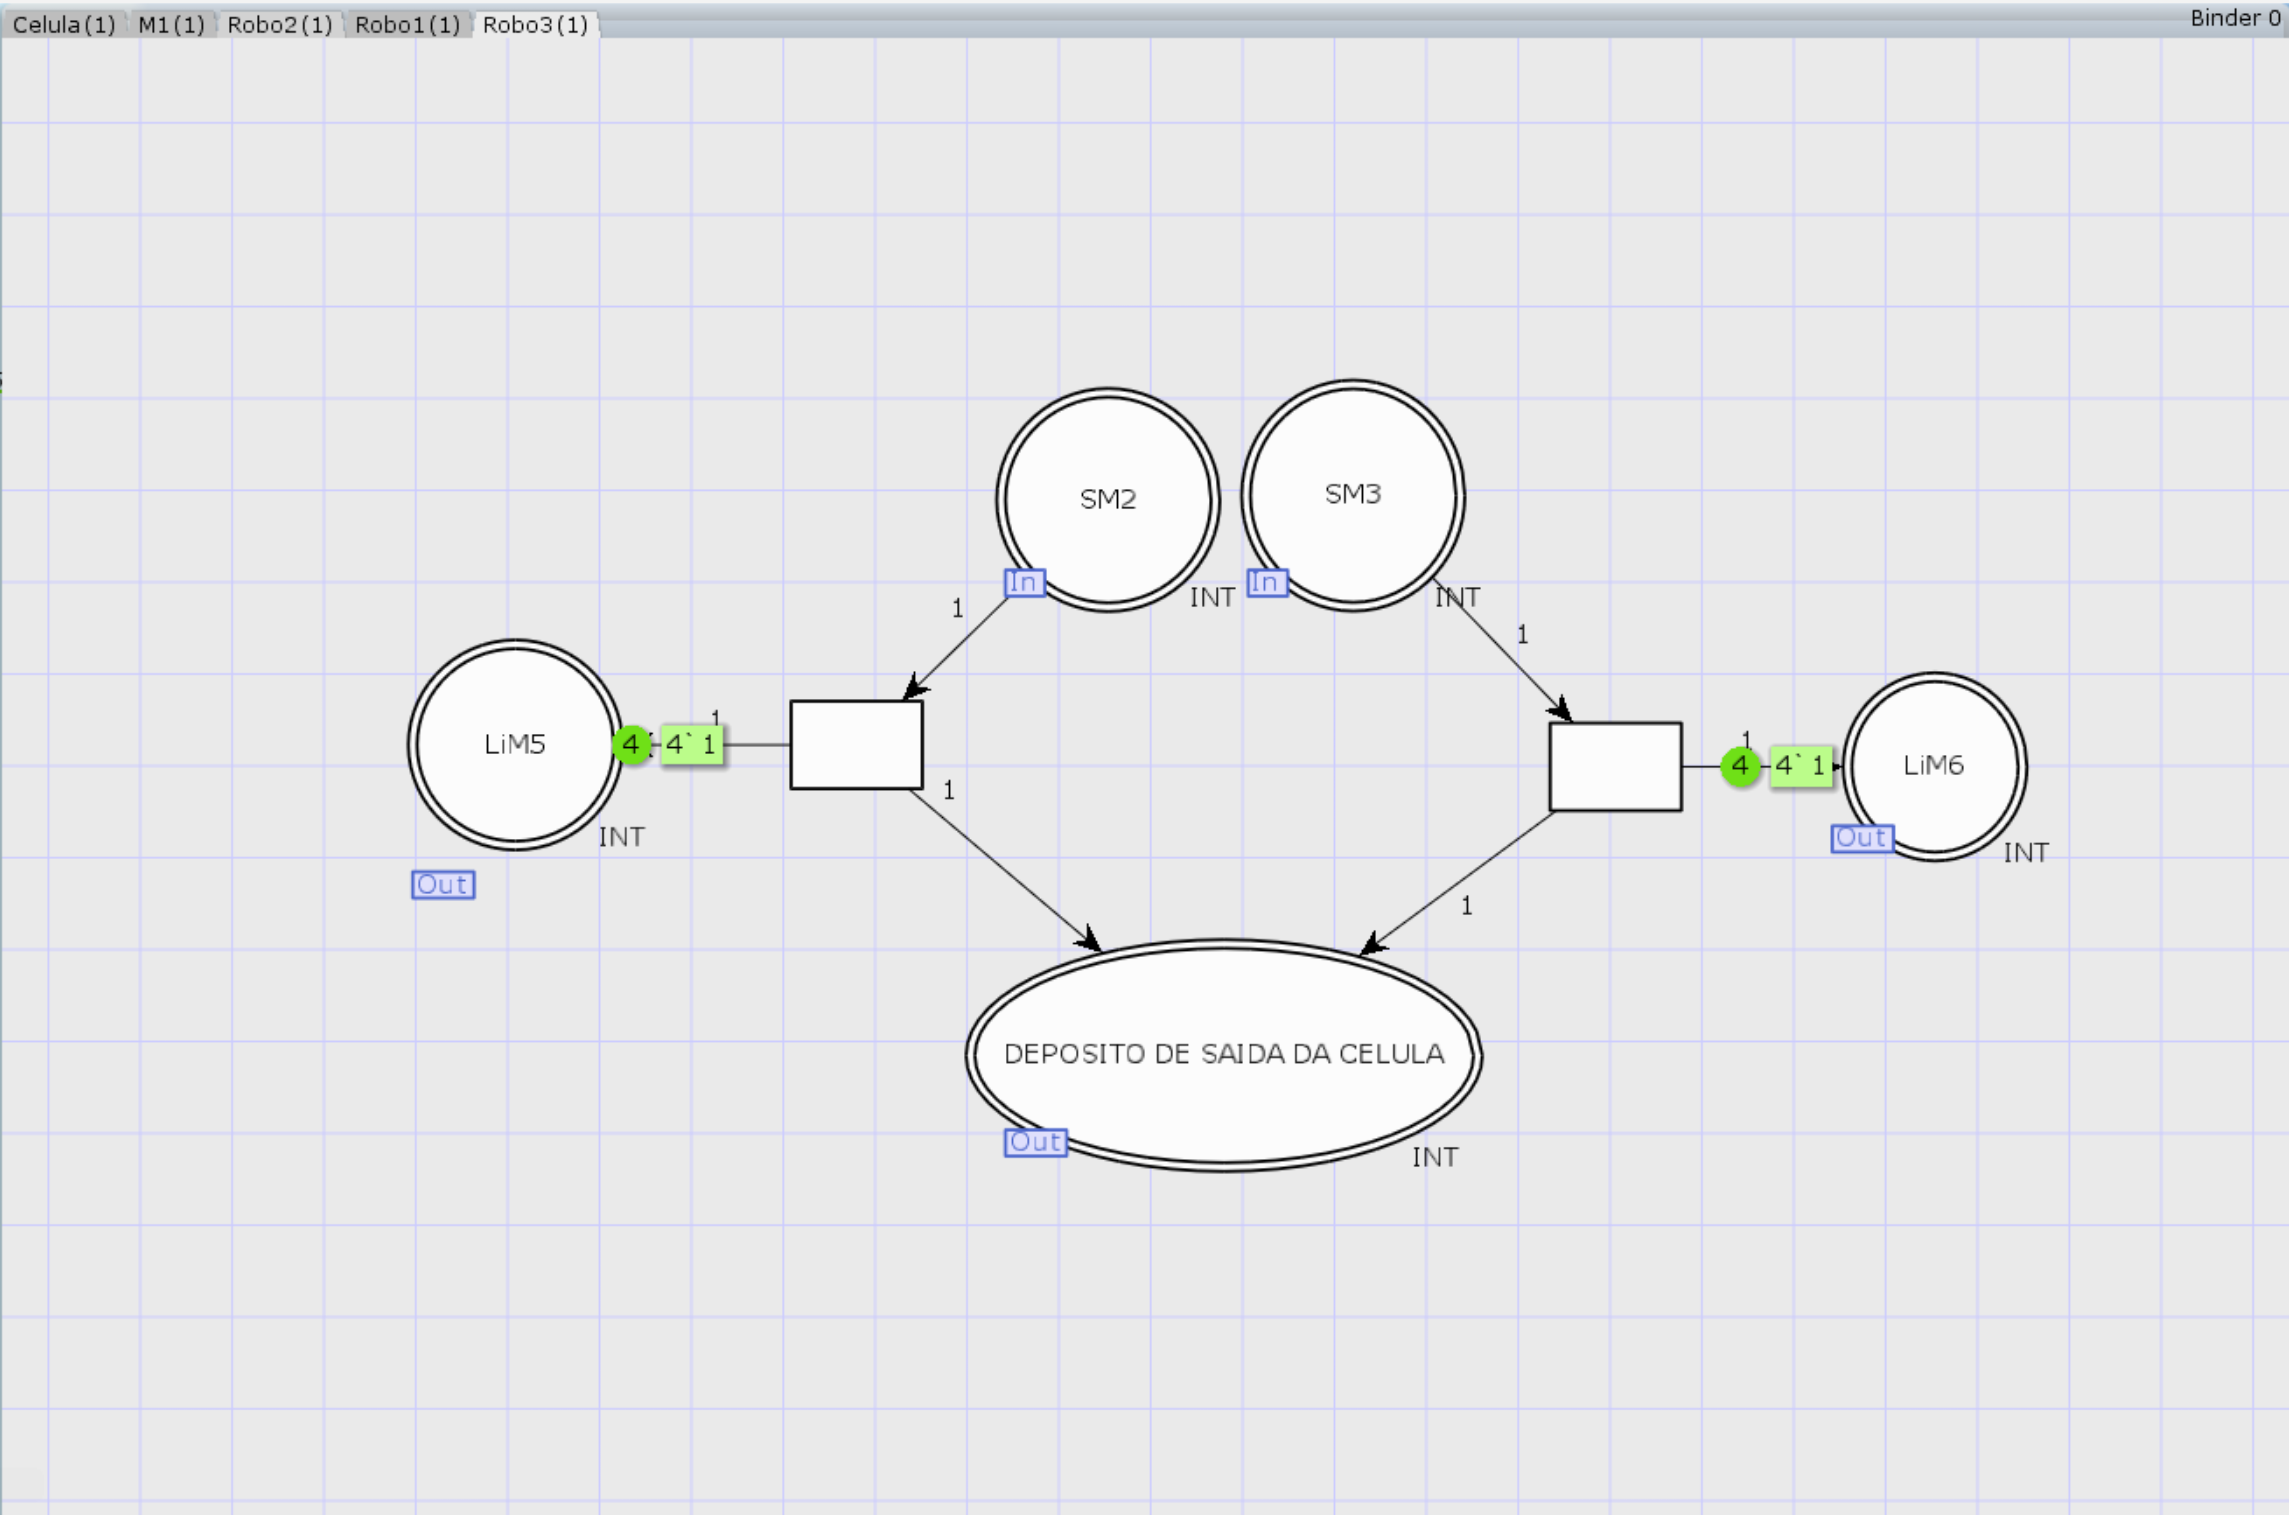 Celula(1) M1(1) Robo2(1) Robo1(1) Robo3(1)
Binder 0
SM2
In
INT
SM3
In
INT
1
1
LiM5
4
4`1
1
INT
Out
1
1
4
4`1
LiM6
Out
INT
1
DEPOSITO DE SAIDA DA CELULA
Out
INT